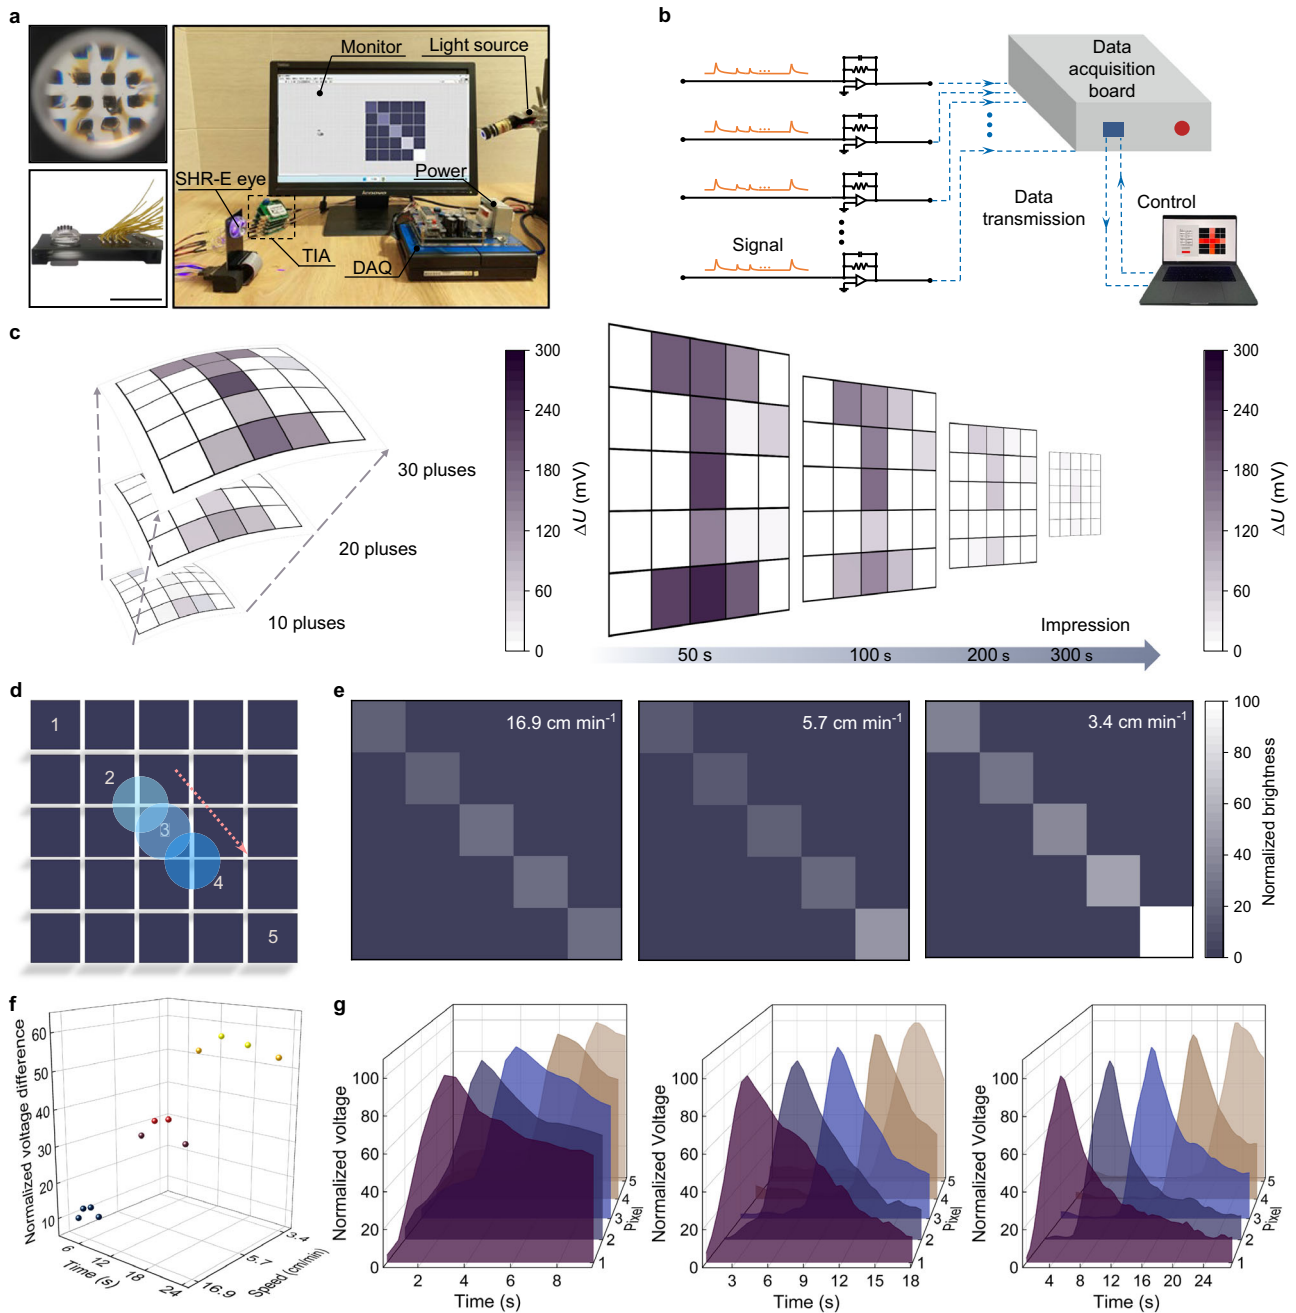 a
Monitor
Light source
SHR-E eye
Power
TIA
DAQ
b
Data
acquisition
board
Signal
Data
transmission
Control
c
30 pluses
20 pluses
10 pluses
300
240
180
120
60
0
ΔU (mV)
Impression
50 s
100 s
200 s
300 s
300
240
180
120
60
0
ΔU (mV)
d
1
2
3
4
5
e
16.9 cm min⁻¹
5.7 cm min⁻¹
3.4 cm min⁻¹
100
80
60
40
20
0
Normalized brightness
f
Normalized voltage difference
60
50
40
30
20
10
6
12
18
24
Time (s)
16.9
5.7
3.4
Speed (cm/min)
g
Normalized voltage
100
80
60
40
20
0
2 4 6 8
Time (s)
1
2
3
4
5
Pixel
Normalized Voltage
100
80
60
40
20
0
3 6 9 12 15 18
Time (s)
1
2
3
4
5
Pixel
Normalized Voltage
100
80
60
40
20
0
4 8 12 16 20 24
Time (s)
1
2
3
4
5
Pixel